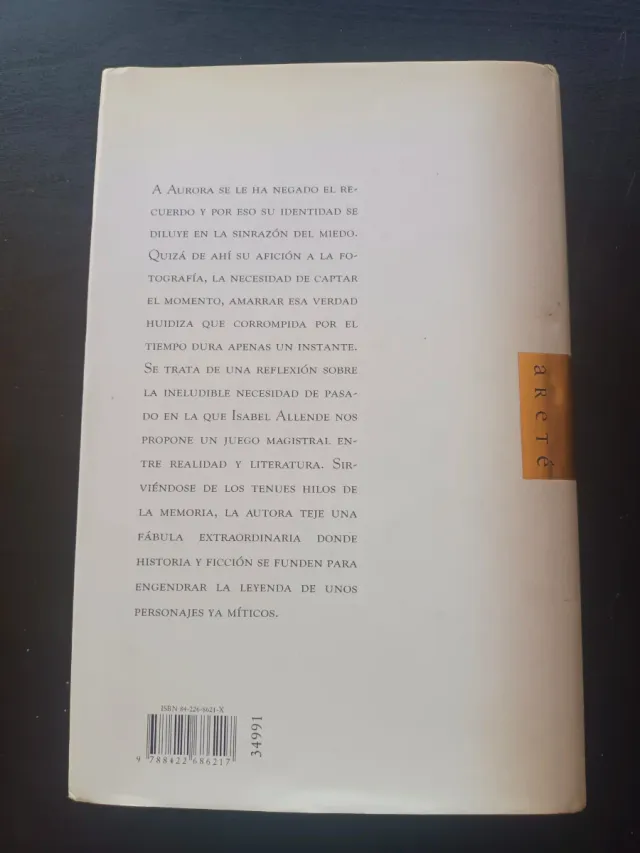 A Aurora se le ha negado el re-
cuerdo y por eso su identidad se
diluye en la sinrazón del miedo.
Quizá de ahí su afición a la fo-
tografía, la necesidad de captar
el momento, amarrar esa verdad
huidiza que corrompida por el
tiempo dura apenas un instante.
Se trata de una reflexión sobre
la ineludible necesidad de pasa-
do en la que Isabel Allende nos
propone un juego magistral en-
tre realidad y literatura. Sir-
viéndose de los tenues hilos de
la memoria, la autora teje una
fábula extraordinaria donde
historia y ficción se funden para
engendrar la leyenda de unos
personajes ya míticos.
areté
ISBN 84-226-8621-X
9 788422 686217
34991